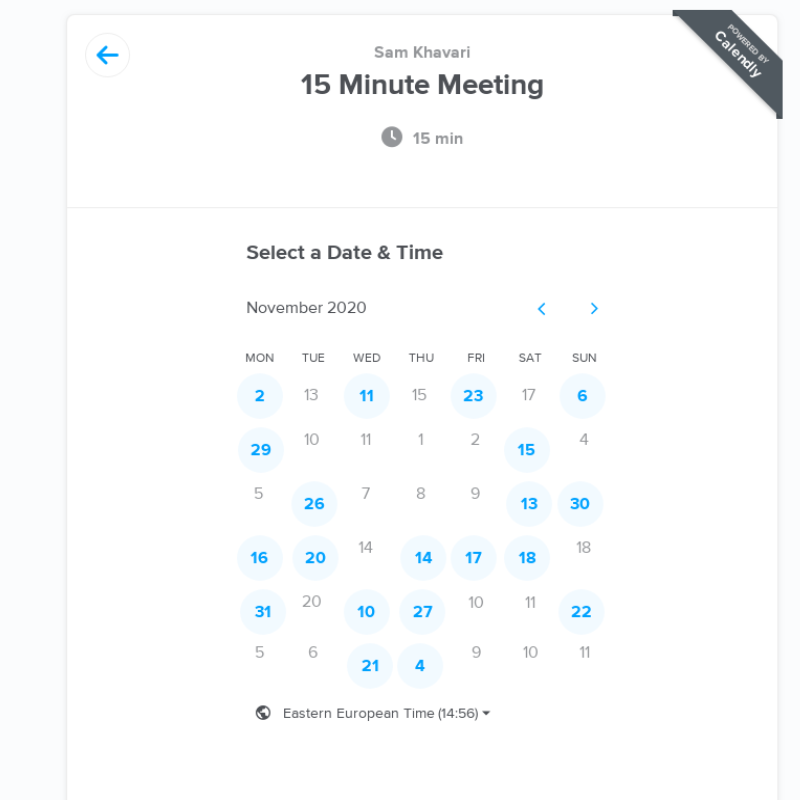 POWERED BY
Calendly
Sam Khavari
15 Minute Meeting
15 min
Select a Date & Time
November 2020
MON TUE WED THU FRI SAT SUN
2 13 11 15 23 17 6
29 10 11 1 2 15 4
5 26 7 8 9 13 30
16 20 14 14 17 18 18
31 20 10 27 10 11 22
5 6 21 4 9 10 11
Eastern European Time (14:56)